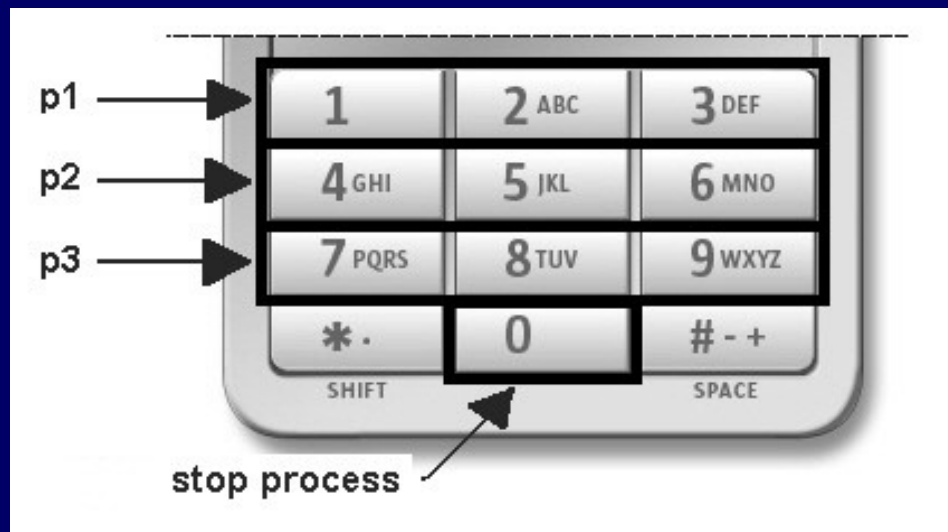 p1
1 2 ABC 3 DEF
p2
4 GHI 5 JKL 6 MNO
p3
7 PQRS 8 TUV 9 WXYZ
* . 0 # - +
SHIFT SPACE
stop process